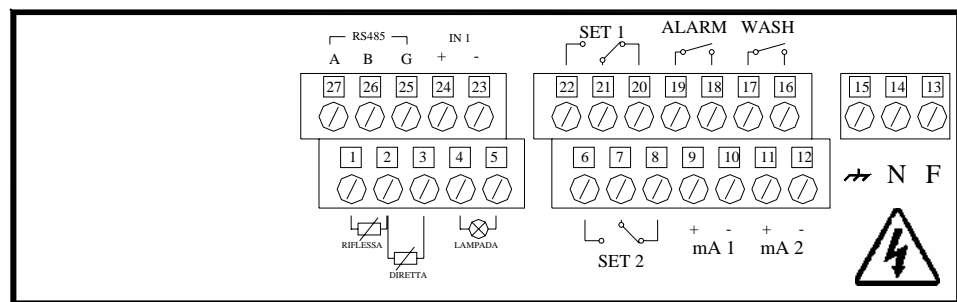 RS485 IN 1 SET 1 ALARM WASH
A B G + -
27 26 25 24 23 22 21 20 19 18 17 16 15 14 13
1 2 3 4 5 6 7 8 9 10 11 12
N F
RIFLESSA LAMPADA + - + -
SET 2 mA 1 mA 2
DIRETTA